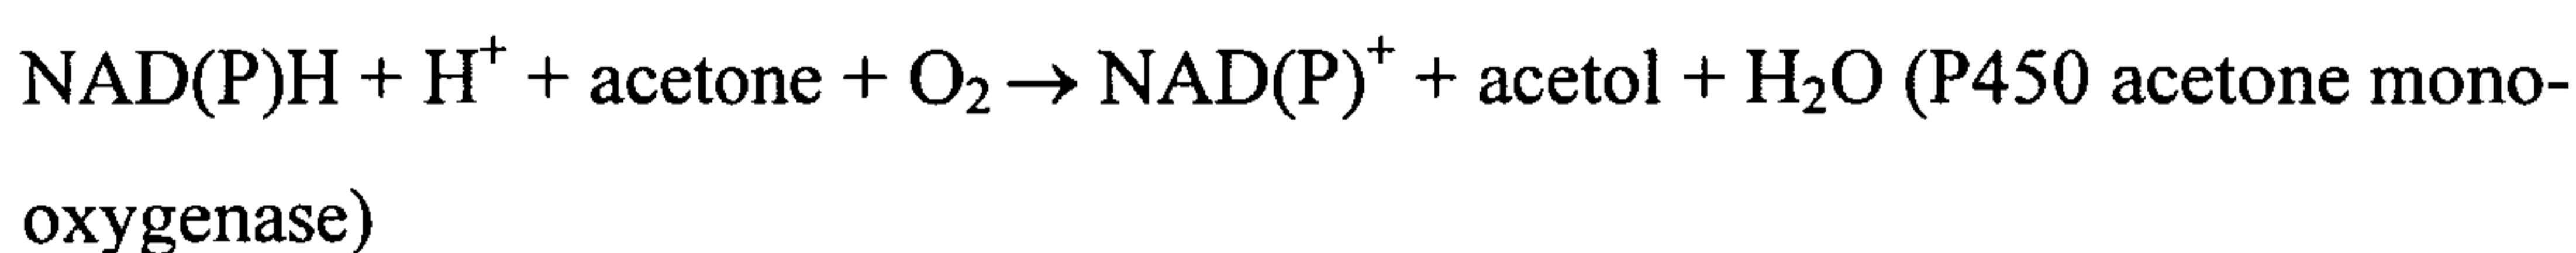 NAD(P)H + H⁺ + acetone + O₂ → NAD(P)⁺ + acetol + H₂O (P450 acetone mono-
oxygenase)